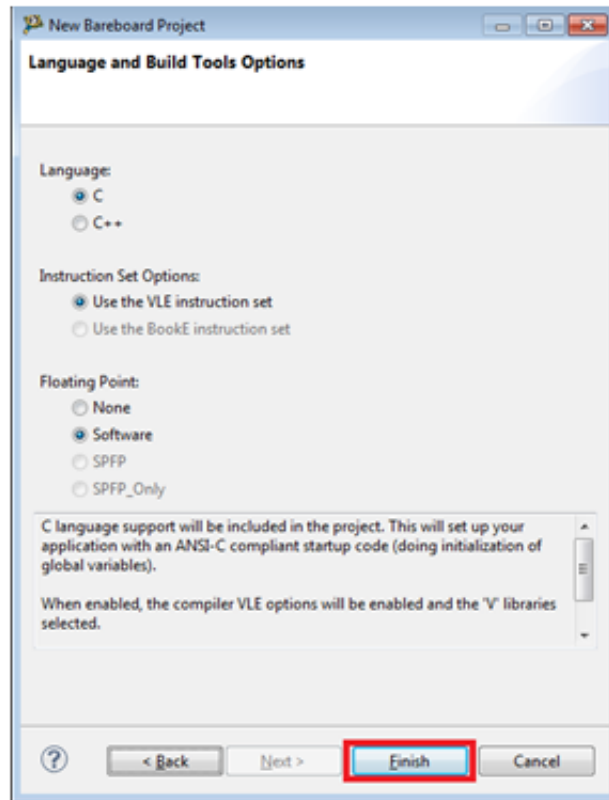 New Bareboard Project
Language and Build Tools Options
Language:
C
C++
Instruction Set Options:
Use the VLE instruction set
Use the BookE instruction set
Floating Point:
None
Software
SPFP
SPFP_Only
C language support will be included in the project. This will set up your
application with an ANSI-C compliant startup code (doing initialization of
global variables).
When enabled, the compiler VLE options will be enabled and the 'V' libraries
selected.
?
< Back
Next >
Finish
Cancel